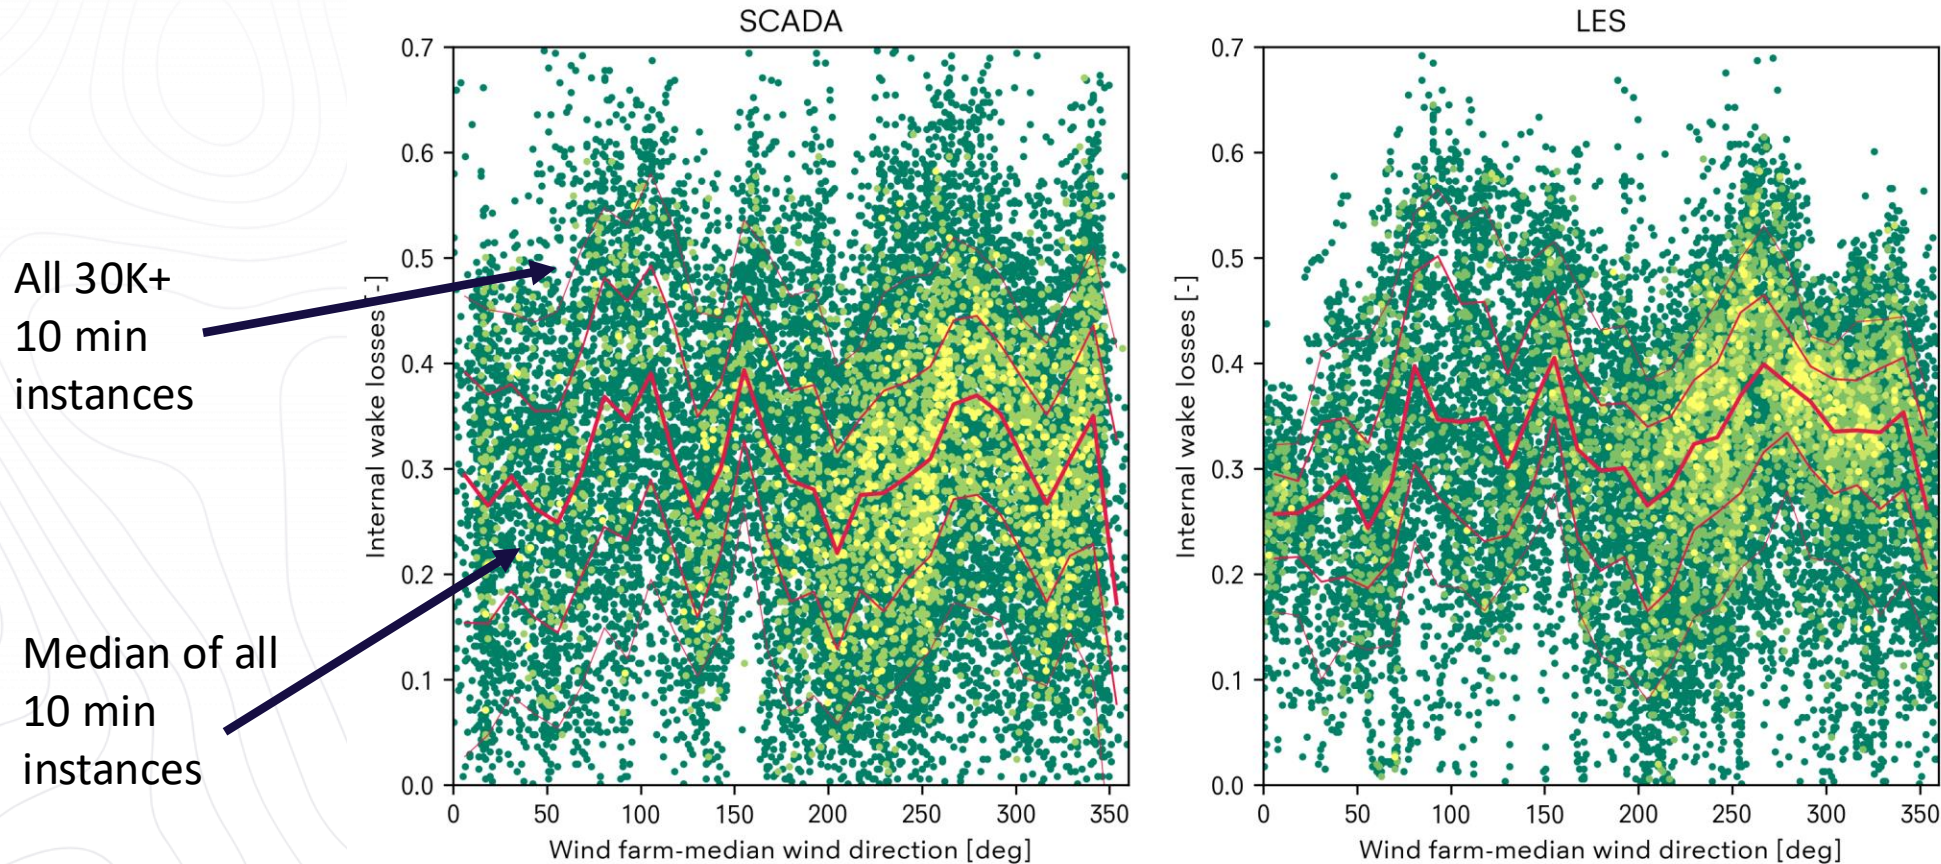 All 30K+
10 min
instances
Median of all
10 min
instances
SCADA
0.7
0.6
0.5
0.4
0.3
0.2
0.1
0.0
Internal wake losses [-]
0 50 100 150 200 250 300 350
Wind farm-median wind direction [deg]
LES
0.7
0.6
0.5
0.4
0.3
0.2
0.1
0.0
Internal wake losses [-]
0 50 100 150 200 250 300 350
Wind farm-median wind direction [deg]